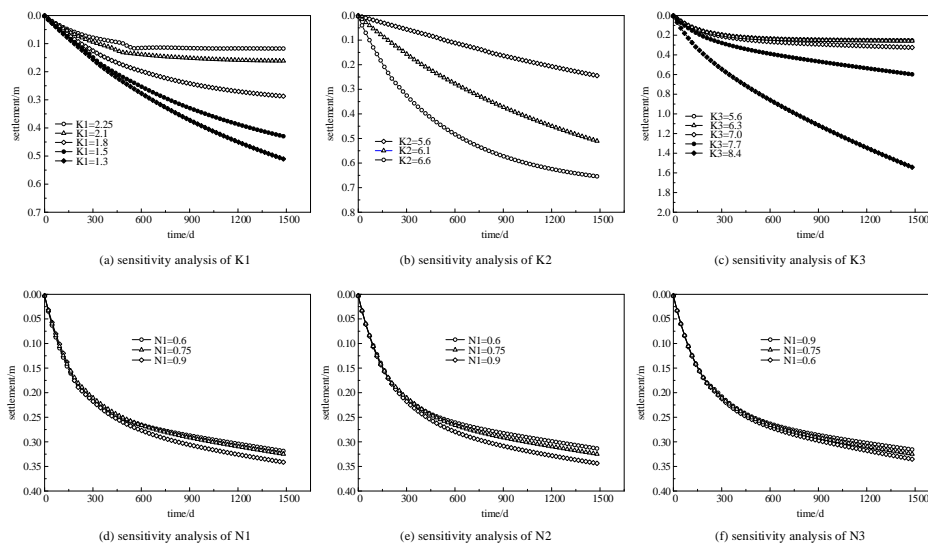 0.0
0.1
0.2
0.3
0.4
0.5
0.6
0.7
settlement/m
K1=2.25
K1=2.1
K1=1.8
K1=1.5
K1=1.3
0 300 600 900 1200 1500
time/d
(a) sensitivity analysis of K1
0.0
0.1
0.2
0.3
0.4
0.5
0.6
0.7
0.8
settlement/m
K2=5.6
K2=6.1
K2=6.6
0 300 600 900 1200 1500
time/d
(b) sensitivity analysis of K2
0.0
0.2
0.4
0.6
0.8
1.0
1.2
1.4
1.6
1.8
2.0
settlement/m
K3=5.6
K3=6.3
K3=7.0
K3=7.7
K3=8.4
0 300 600 900 1200 1500
time/d
(c) sensitivity analysis of K3
0.00
0.05
0.10
0.15
0.20
0.25
0.30
0.35
0.40
settlement/m
N1=0.6
N1=0.75
N1=0.9
0 300 600 900 1200 1500
time/d
(d) sensitivity analysis of N1
0.00
0.05
0.10
0.15
0.20
0.25
0.30
0.35
0.40
settlement/m
N1=0.6
N1=0.75
N1=0.9
0 300 600 900 1200 1500
time/d
(e) sensitivity analysis of N2
0.00
0.05
0.10
0.15
0.20
0.25
0.30
0.35
0.40
settlement/m
N1=0.9
N1=0.75
N1=0.6
0 300 600 900 1200 1500
time/d
(f) sensitivity analysis of N3